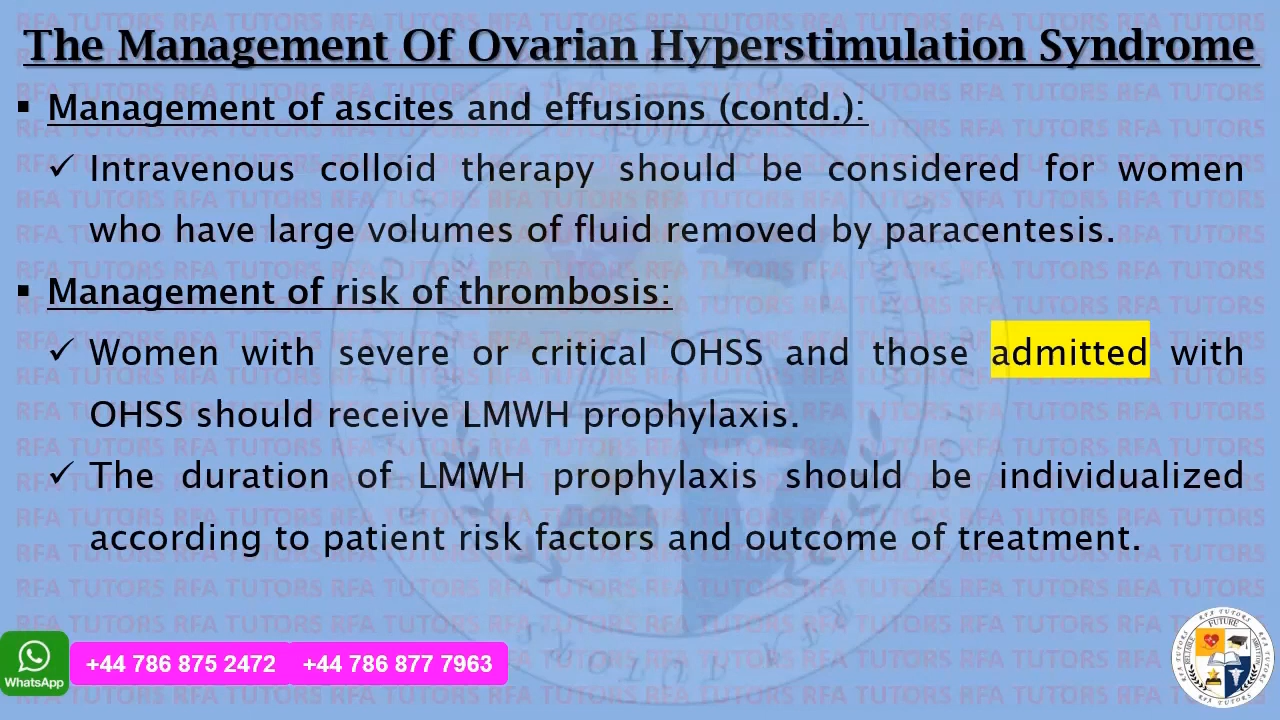 The Management Of Ovarian Hyperstimulation Syndrome
▪ Management of ascites and effusions (contd.):
✓ Intravenous colloid therapy should be considered for women
who have large volumes of fluid removed by paracentesis.
▪ Management of risk of thrombosis:
✓ Women with severe or critical OHSS and those admitted with
OHSS should receive LMWH prophylaxis.
✓ The duration of LMWH prophylaxis should be individualized
according to patient risk factors and outcome of treatment.
WhatsApp
+44 786 875 2472 +44 786 877 7963
RFA TUTORS
FUTURE